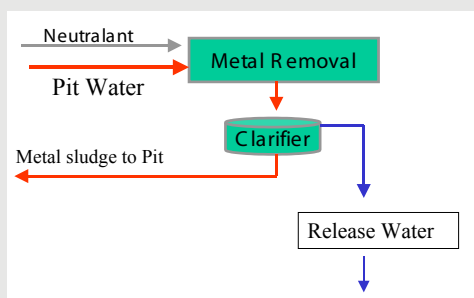 Neutralant
Metal Removal
Pit Water
Clarifier
Metal sludge to Pit
Release Water